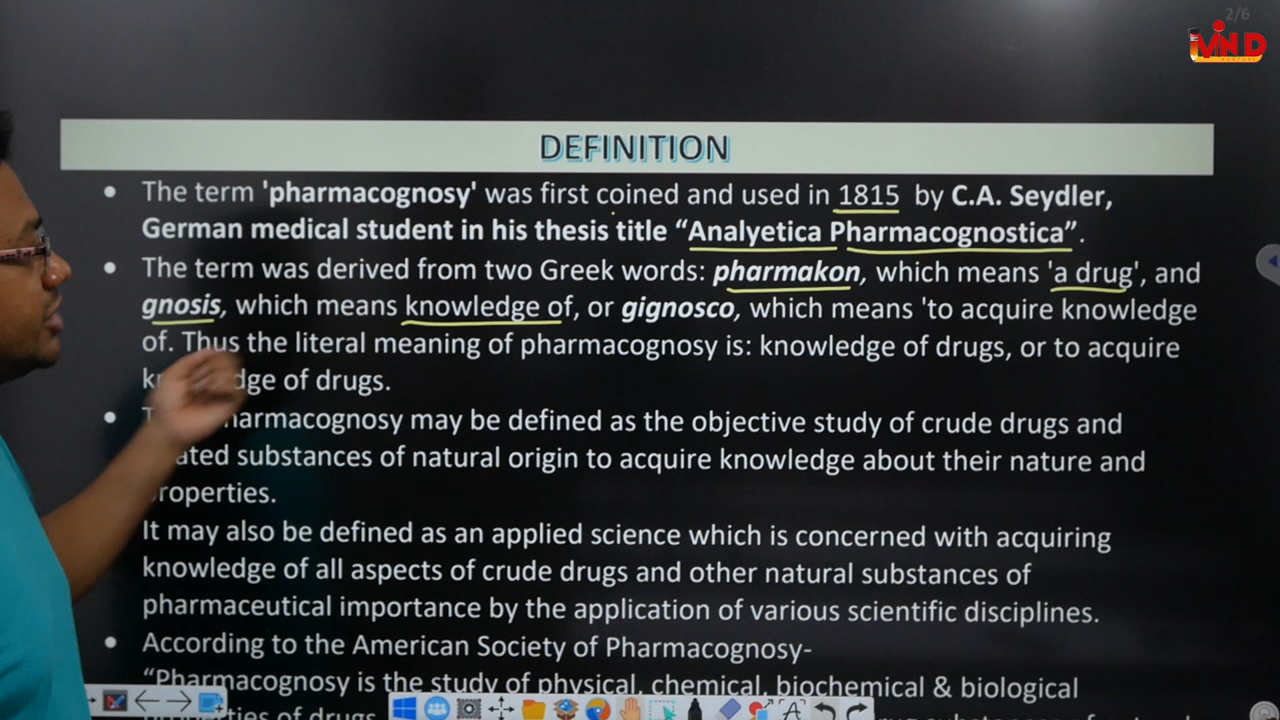 2/6
MIND
DEFINITION
• The term 'pharmacognosy' was first coined and used in 1815 by C.A. Seydler,
German medical student in his thesis title “Analyetica Pharmacognostica”.
• The term was derived from two Greek words: pharmakon, which means 'a drug', and
gnosis, which means knowledge of, or gignosco, which means 'to acquire knowledge
of. Thus the literal meaning of pharmacognosy is: knowledge of drugs, or to acquire
of drugs.
• may be defined as the objective study of crude drugs and
substances of natural origin to acquire knowledge about their nature and
It may also be defined as an applied science which is concerned with acquiring
knowledge of all aspects of crude drugs and other natural substances of
pharmaceutical importance by the application of various scientific disciplines.
• According to the American Society of Pharmacognosy-
“Pharmacognosy is the study of physical, chemical, biochemical & biological
of drugs